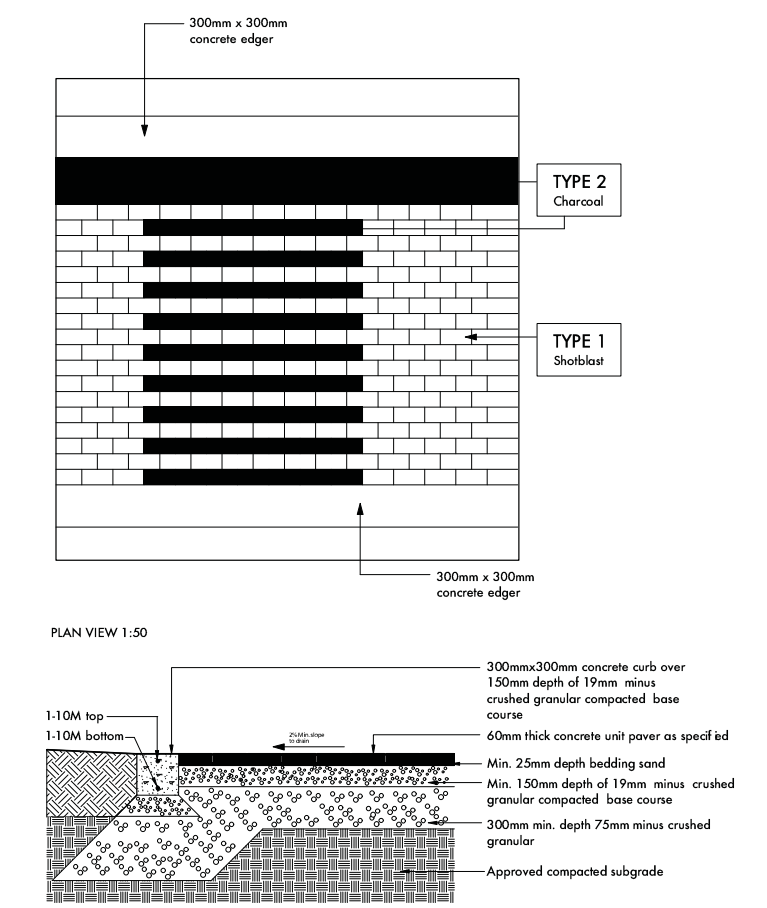 300mm x 300mm
concrete edger
TYPE 2
Charcoal
TYPE 1
Shotblast
300mm x 300mm
concrete edger
PLAN VIEW 1:50
300mmx300mm concrete curb over
150mm depth of 19mm minus
crushed granular compacted base
course
1-10M top
1-10M bottom
2% Min. slope
to drain
60mm thick concrete unit paver as specified
Min. 25mm depth bedding sand
Min. 150mm depth of 19mm minus crushed
granular compacted base course
300mm min. depth 75mm minus crushed
granular
Approved compacted subgrade